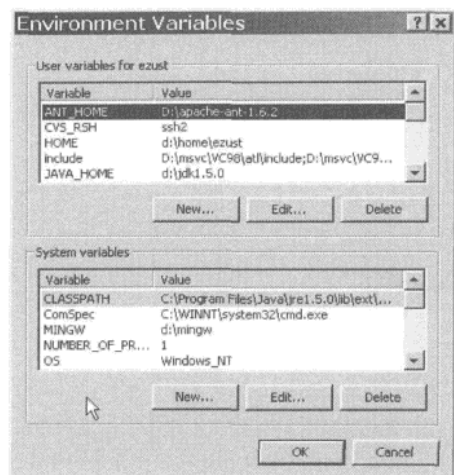 Environment Variables ? x
User variables for ezust
Variable Value
ANT_HOME D:\apache-ant-1.6.2
CVS_RSH ssh2
HOME d:\home\ezust
include D:\msvc\VC98\atl\include;D:\msvc\VC9...
JAVA_HOME d:\jdk1.5.0
New... Edit... Delete
System variables
Variable Value
CLASSPATH C:\Program Files\Java\jre1.5.0\lib\ext\...
ComSpec C:\WINNT\system32\cmd.exe
MINGW d:\mingw
NUMBER_OF_PR... 1
OS Windows_NT
New... Edit... Delete
OK Cancel